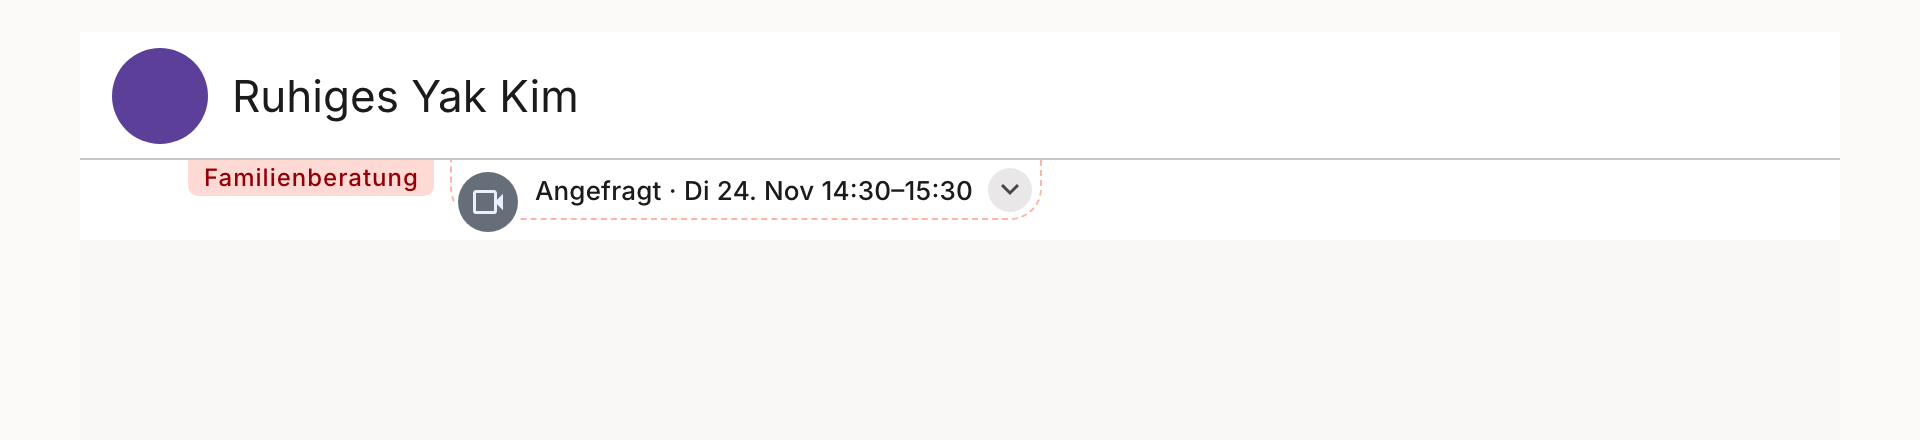 Ruhiges Yak Kim
Familienberatung
Angefragt · Di 24. Nov 14:30–15:30